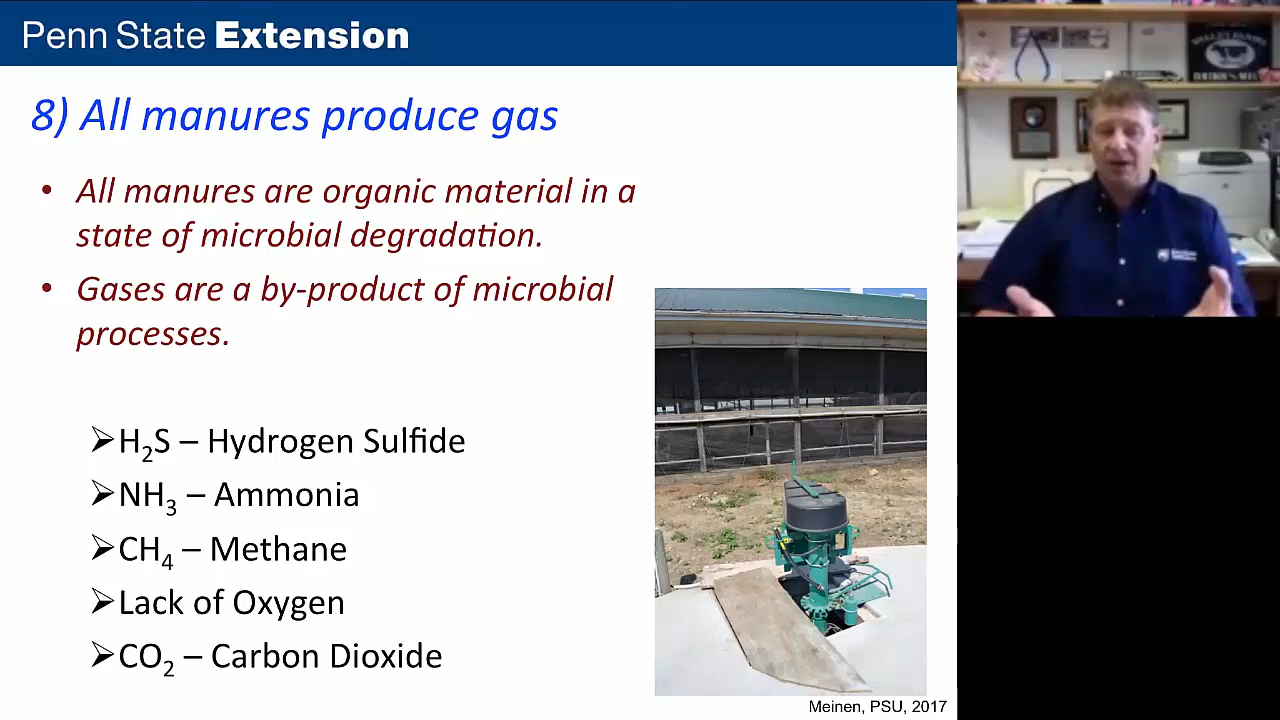 Penn State Extension
8) All manures produce gas
• All manures are organic material in a
state of microbial degradation.
• Gases are a by-product of microbial
processes.
➢H₂S – Hydrogen Sulfide
➢NH₃ – Ammonia
➢CH₄ – Methane
➢Lack of Oxygen
➢CO₂ – Carbon Dioxide
Meinen, PSU, 2017